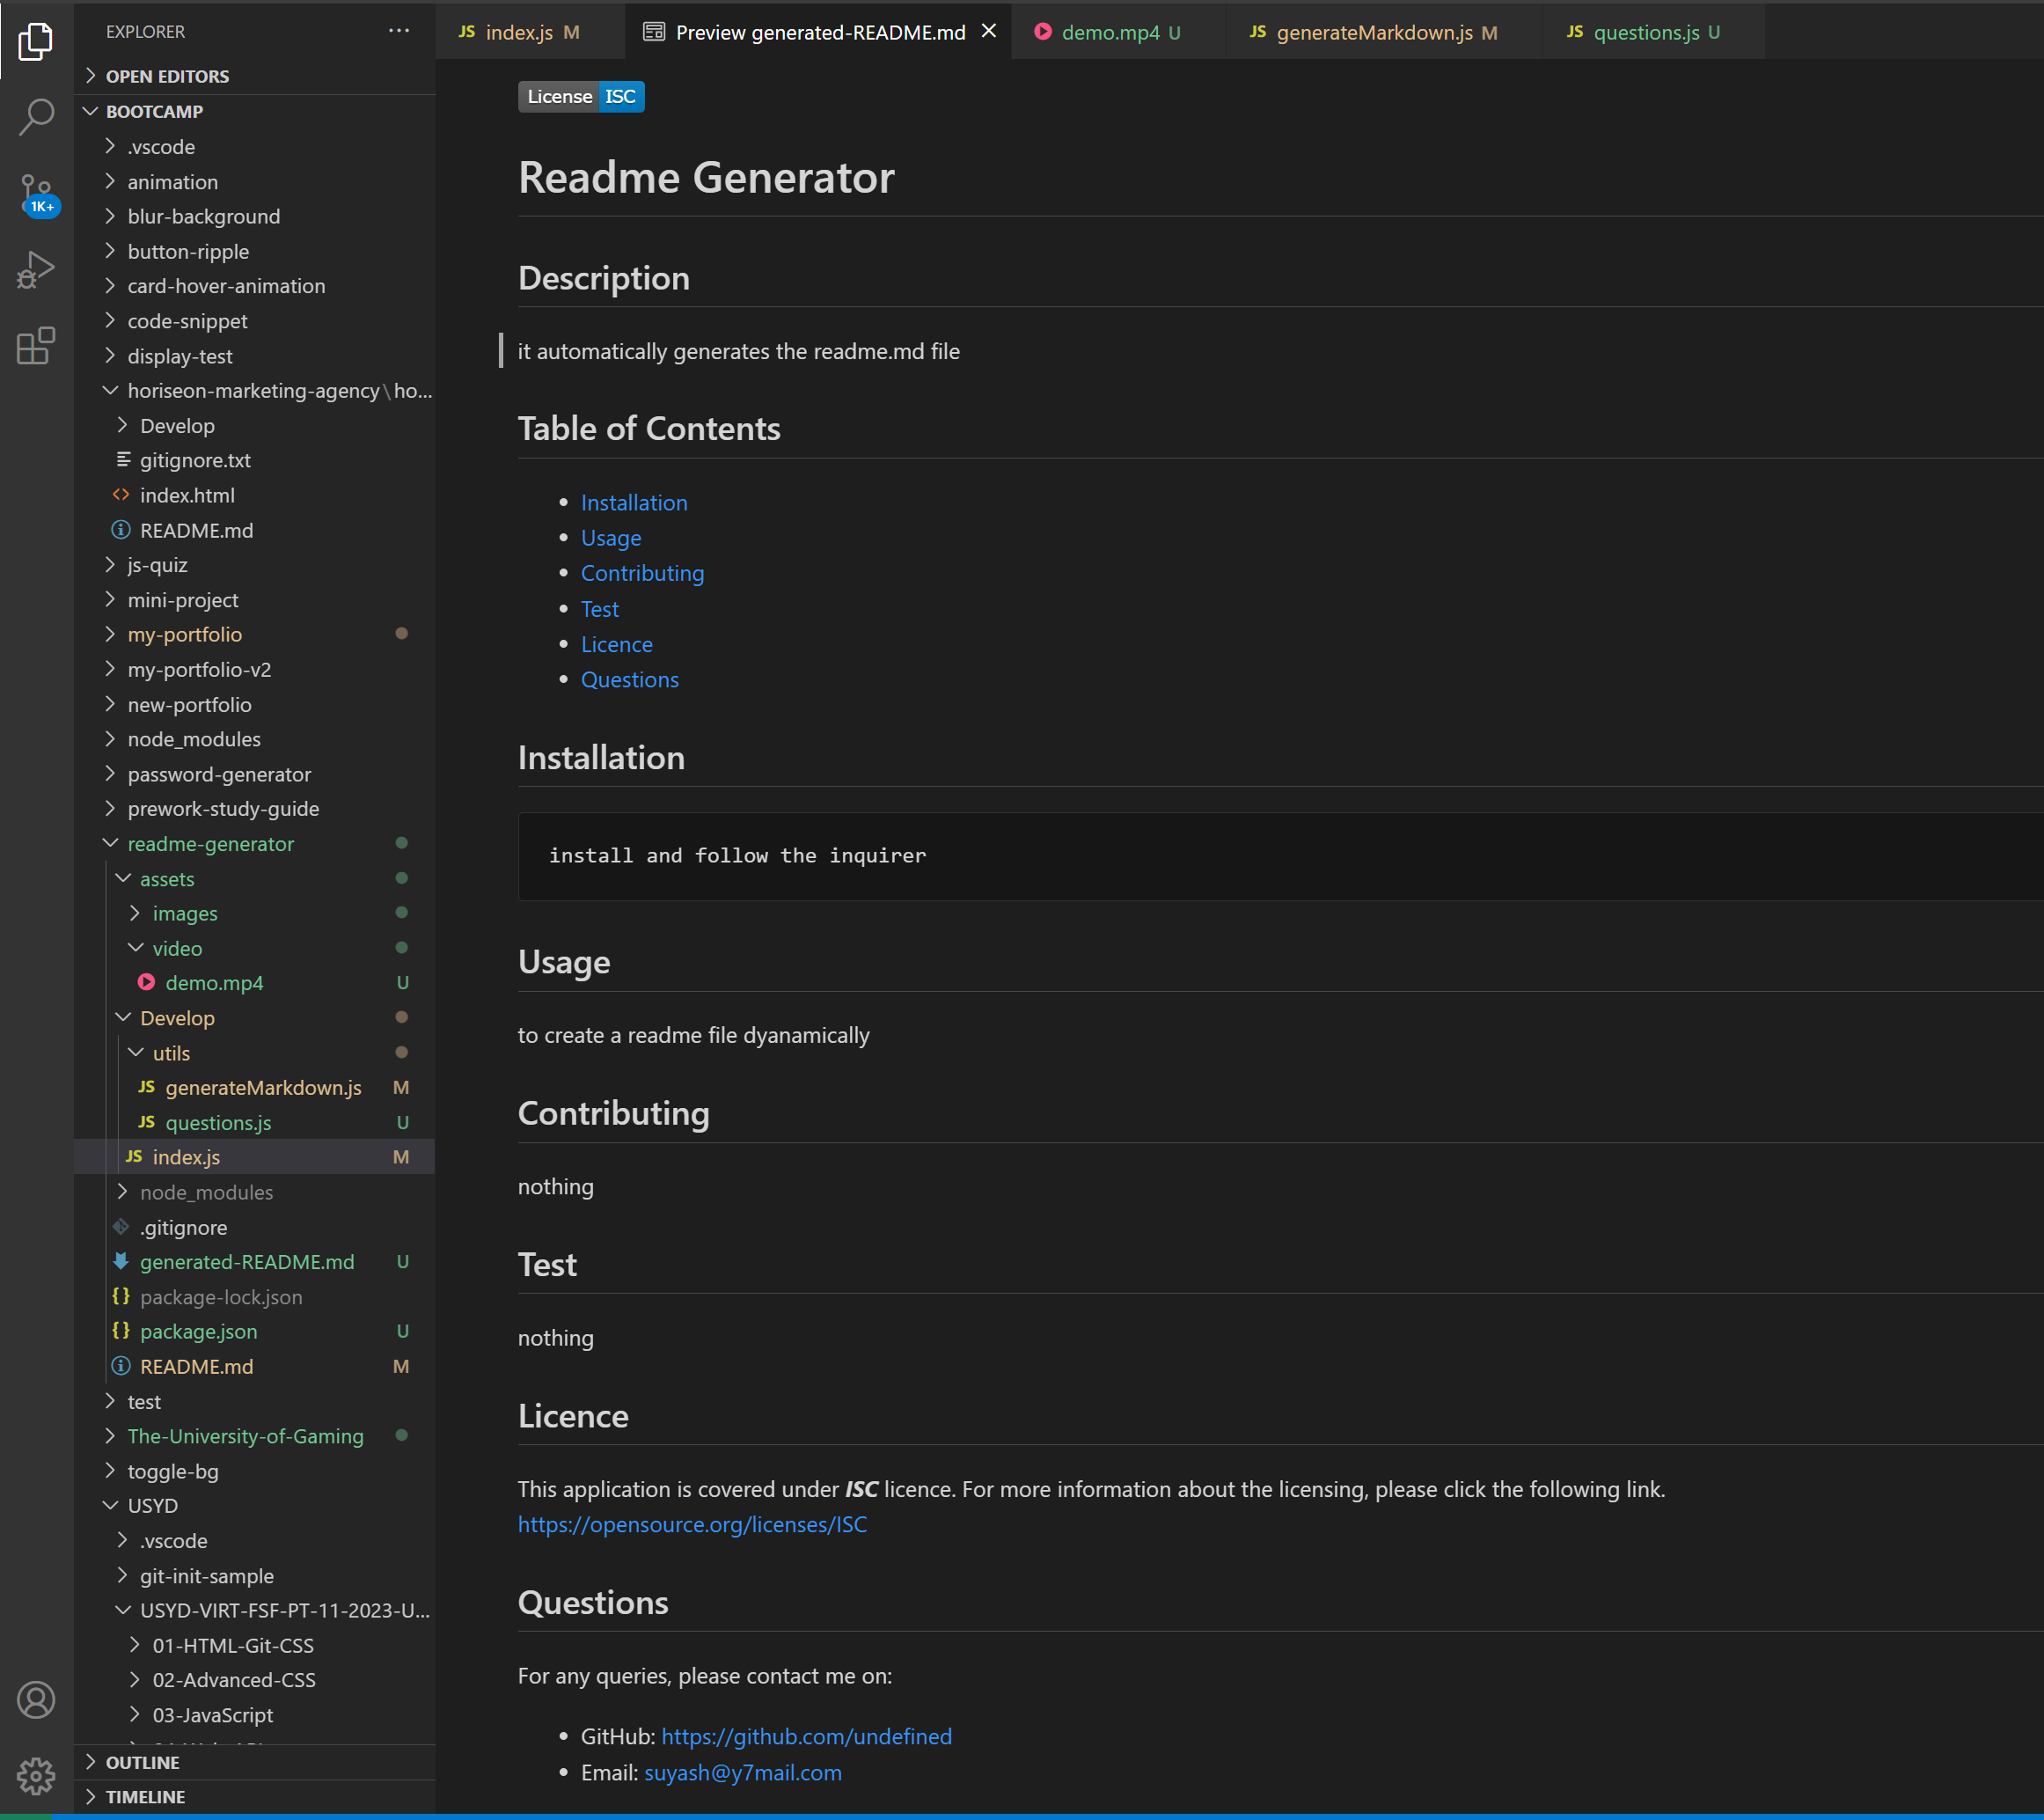 EXPLORER
OPEN EDITORS
BOOTCAMP
.vscode
animation
blur-background
button-ripple
card-hover-animation
code-snippet
display-test
horiseon-marketing-agency\ho...
Develop
gitignore.txt
index.html
README.md
js-quiz
mini-project
my-portfolio
my-portfolio-v2
new-portfolio
node_modules
password-generator
prework-study-guide
readme-generator
assets
images
video
demo.mp4 U
Develop
utils
JS generateMarkdown.js M
JS questions.js U
JS index.js M
node_modules
.gitignore
generated-README.md U
{} package-lock.json
{} package.json U
README.md M
test
The-University-of-Gaming
toggle-bg
USYD
.vscode
git-init-sample
USYD-VIRT-FSF-PT-11-2023-U...
01-HTML-Git-CSS
02-Advanced-CSS
03-JavaScript
OUTLINE
TIMELINE
1K+
JS index.js M Preview generated-README.md demo.mp4 U JS generateMarkdown.js M JS questions.js U
License ISC
Readme Generator
Description
it automatically generates the readme.md file
Table of Contents
• Installation
• Usage
• Contributing
• Test
• Licence
• Questions
Installation
install and follow the inquirer
Usage
to create a readme file dyanamically
Contributing
nothing
Test
nothing
Licence
This application is covered under ISC licence. For more information about the licensing, please click the following link.
https://opensource.org/licenses/ISC
Questions
For any queries, please contact me on:
• GitHub: https://github.com/undefined
• Email: suyash@y7mail.com